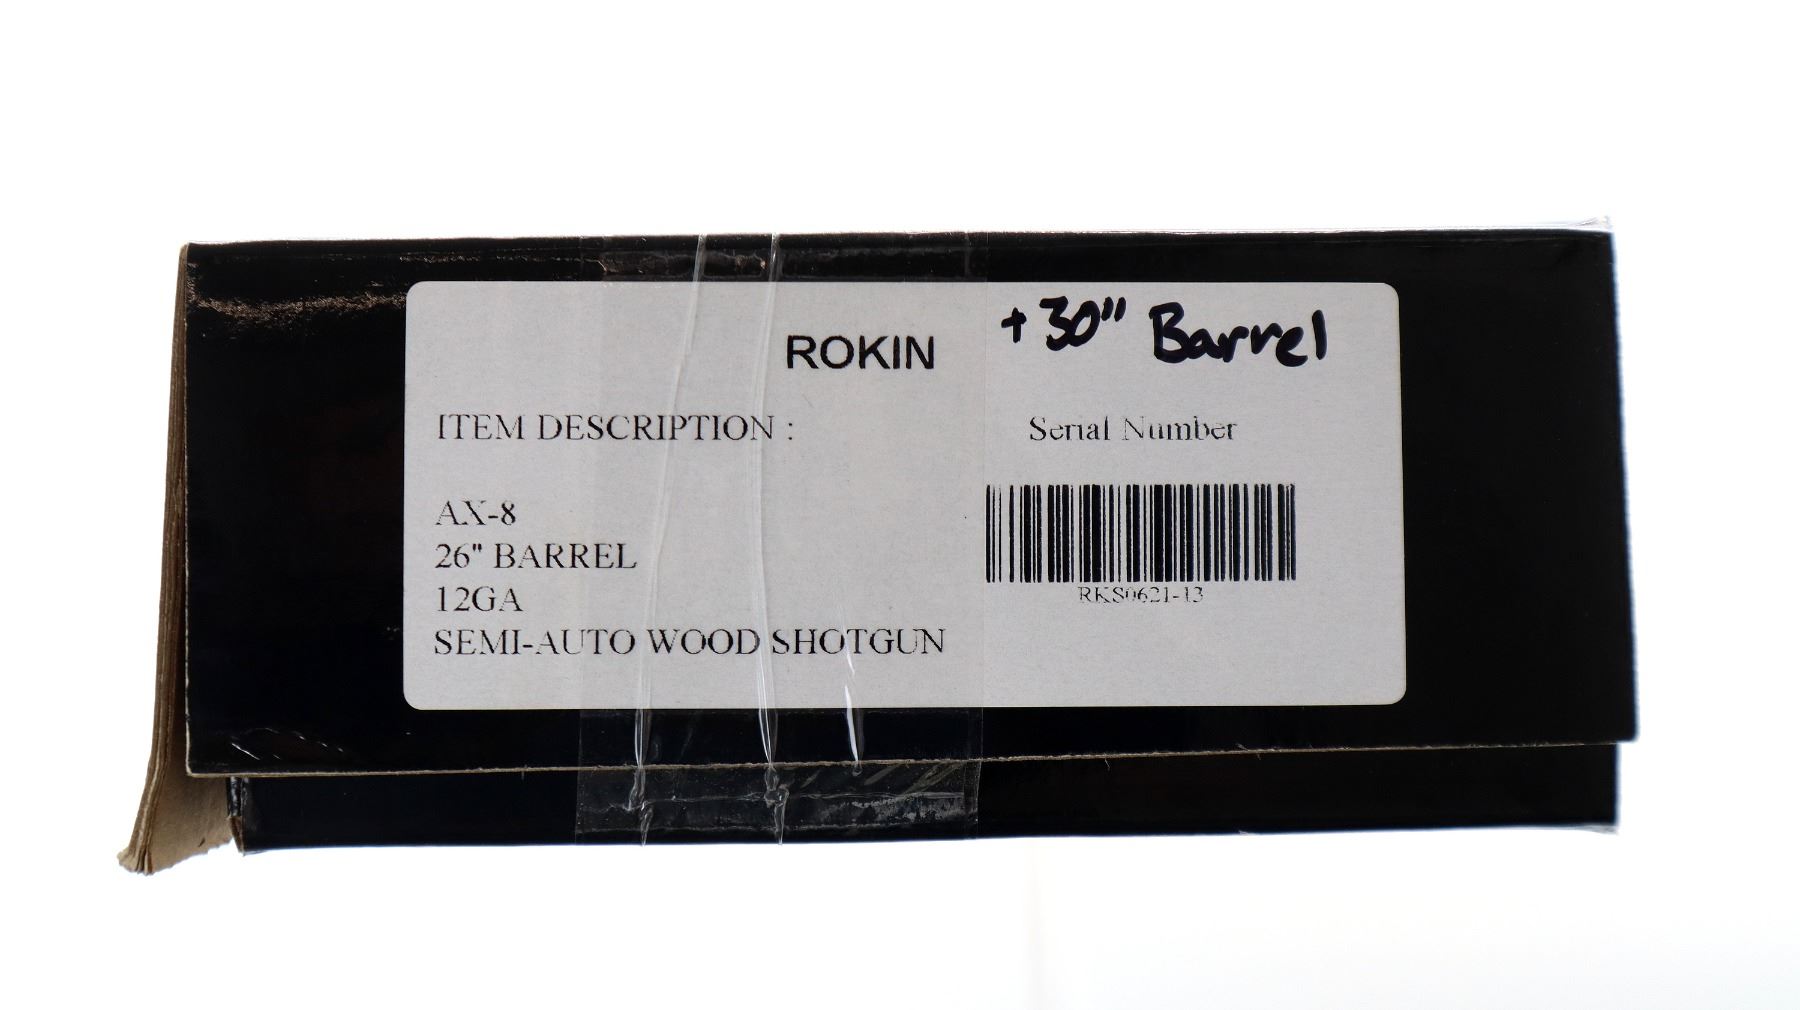 ROKIN
+30" Barrel
ITEM DESCRIPTION :
Serial Number
AX-8
26" BARREL
12GA
SEMI-AUTO WOOD SHOTGUN
RKS0621-13